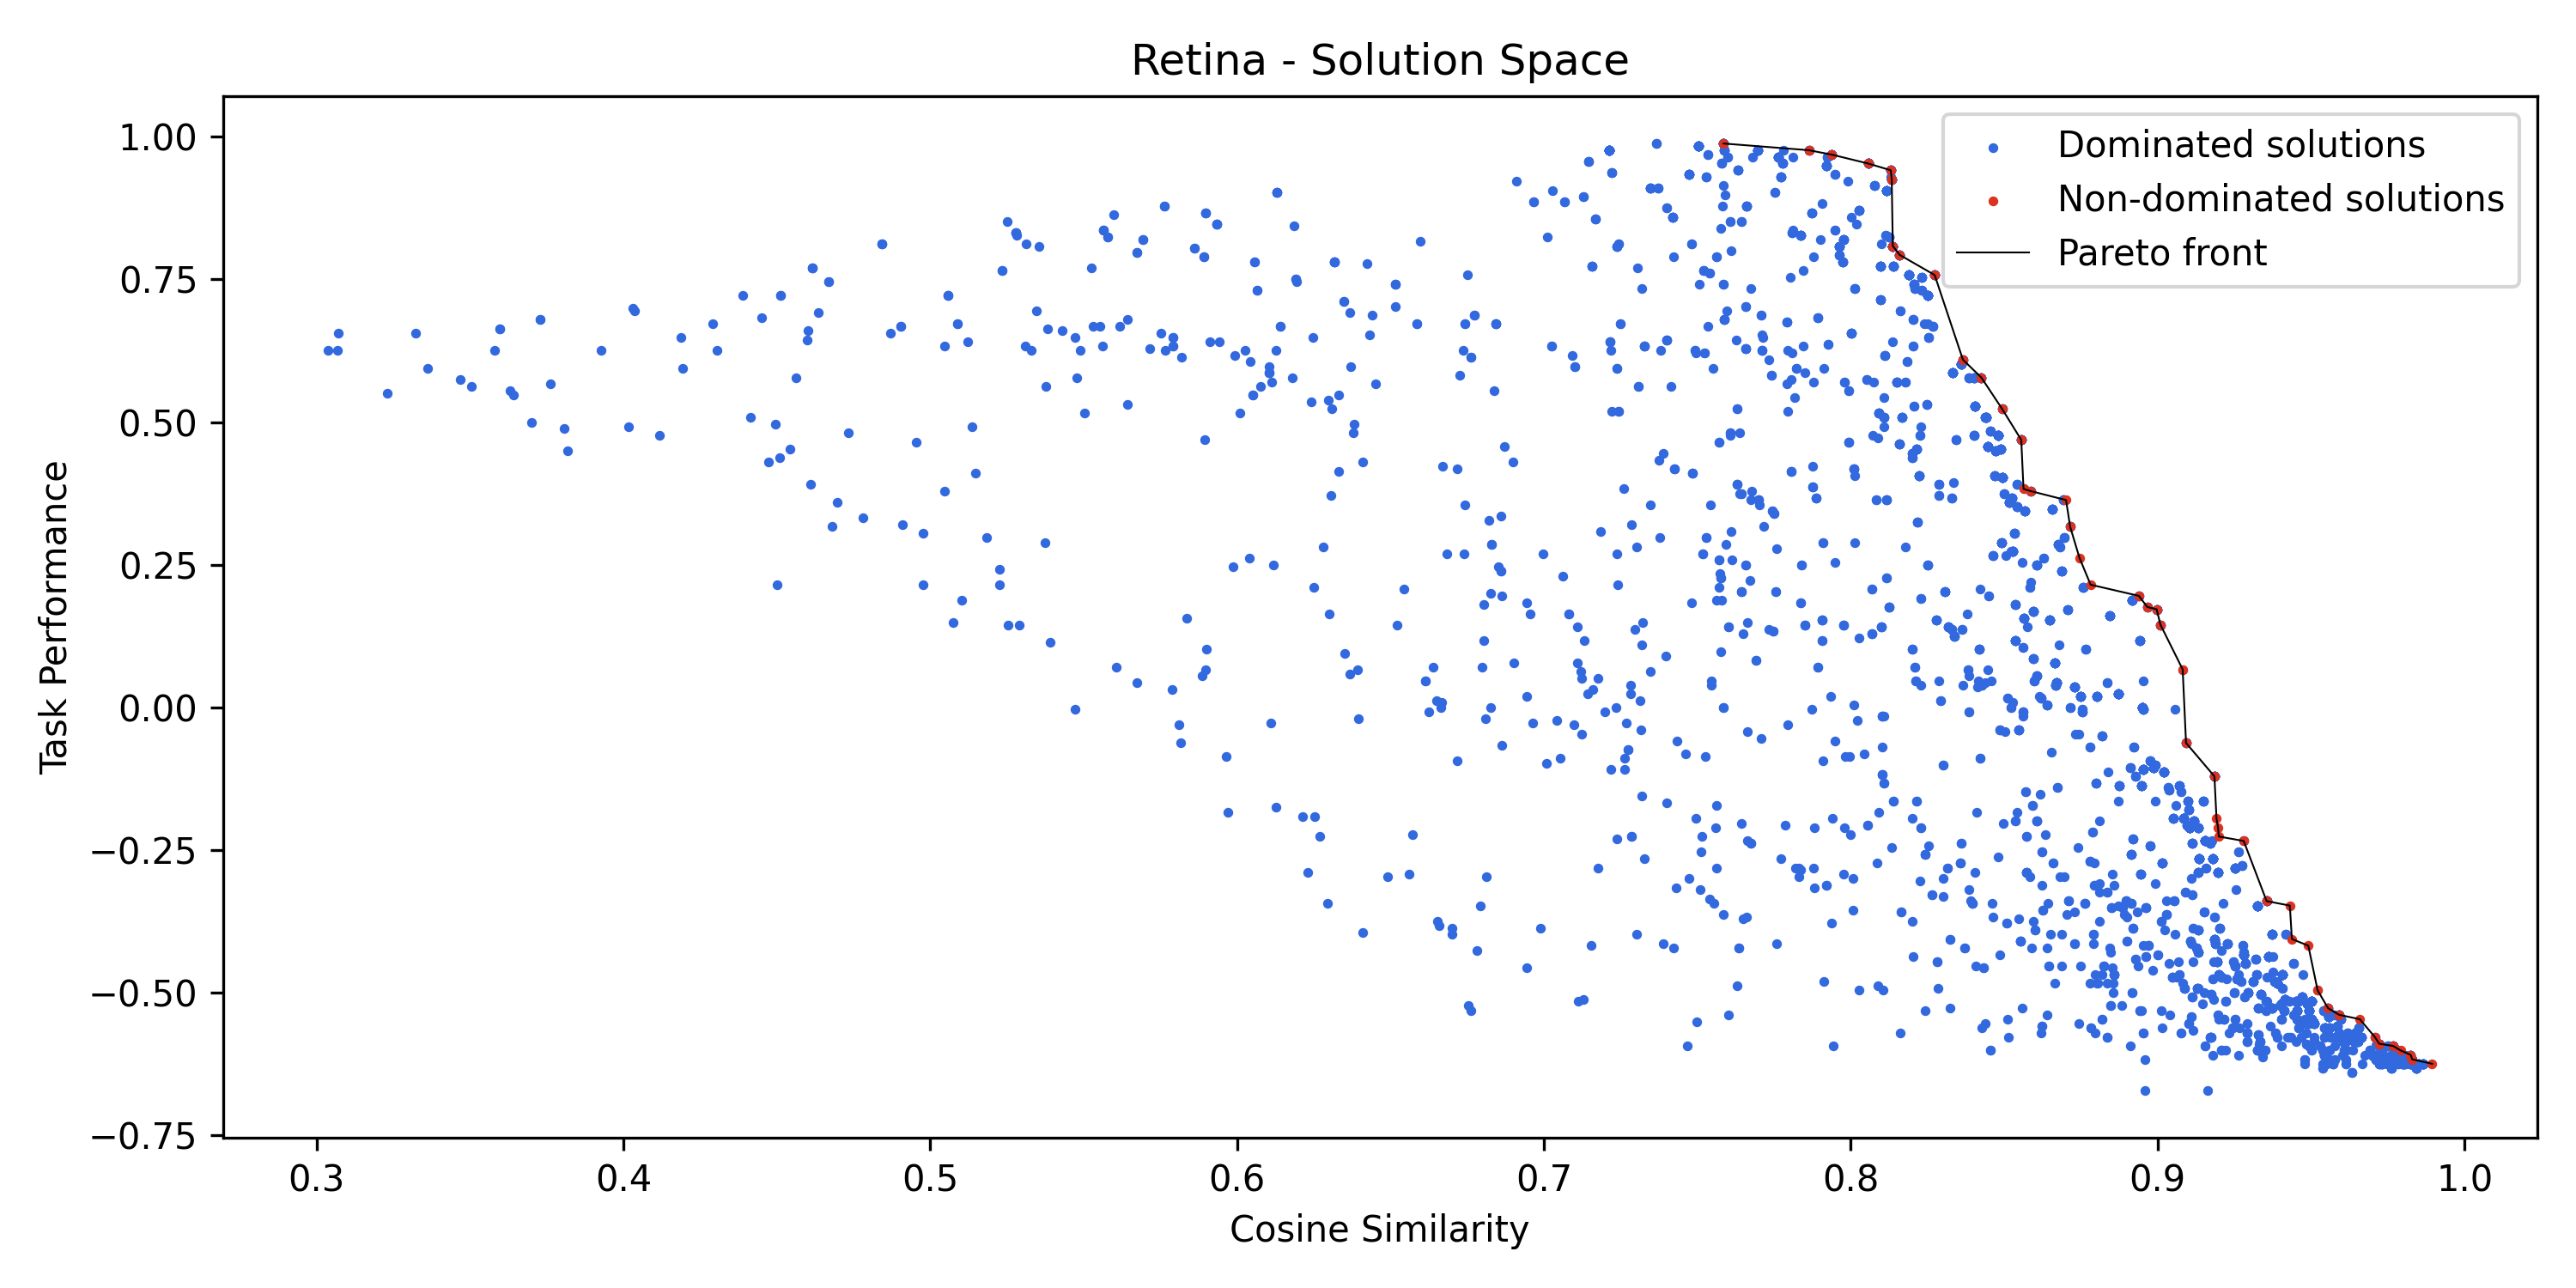 Retina - Solution Space
Dominated solutions
Non-dominated solutions
Pareto front
Task Performance
1.00
0.75
0.50
0.25
0.00
−0.25
−0.50
−0.75
0.3 0.4 0.5 0.6 0.7 0.8 0.9 1.0
Cosine Similarity